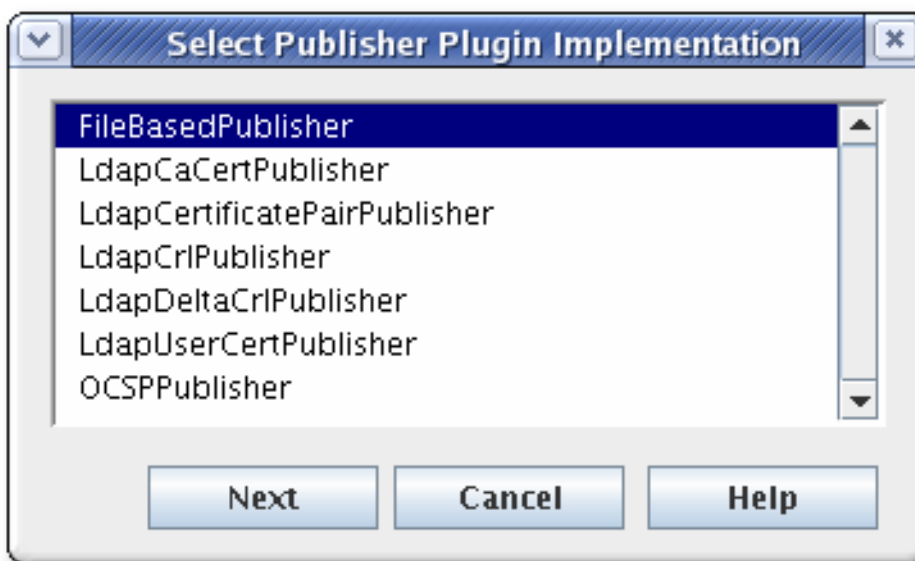 Select Publisher Plugin Implementation
FileBasedPublisher
LdapCaCertPublisher
LdapCertificatePairPublisher
LdapCrlPublisher
LdapDeltaCrlPublisher
LdapUserCertPublisher
OCSPPublisher
Next Cancel Help